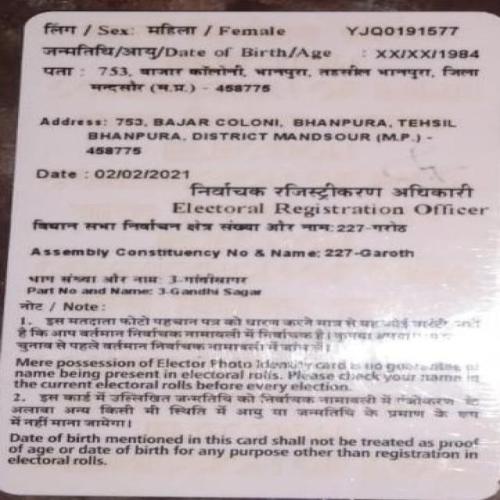 लिंग / Sex: महिला / Female YJQ0191577
जन्मतिथि/आयु/Date of Birth/Age : XX/XX/1984
पता : 753, बाजार कॉलोनी, भानपुरा, तहसील भानपुरा, जिला
मन्दसौर (म.प्र.) - 458775
Address: 753, BAJAR COLONI, BHANPURA, TEHSIL
BHANPURA, DISTRICT MANDSOUR (M.P.) -
458775
Date : 02/02/2021
निर्वाचक रजिस्ट्रीकरण अधिकारी
Electoral Registration Officer
विधान सभा निर्वाचन क्षेत्र संख्या और नाम: 227-गरोठ
Assembly Constituency No & Name: 227-Garoth
भाग संख्या और नाम: 3-गांधीसागर
Part No and Name: 3-Gandhi Sagar
नोट / Note :
1. इस मतदाता फोटो पहचान पत्र को धारण करने मात्र से यह कोई गारंटी नहीं
है कि आप वर्तमान निर्वाचक नामावली में निर्वाचक है। कृपया
चुनाव से पहले वर्तमान निर्वाचक नामावली में
Mere possession of Elector Photo Identity card is no guarantee of
name being present in electoral rolls. Please check your name in
the current electoral rolls before every election.
2. इस कार्ड में उल्लिखित जन्मतिथि को निर्वाचक नामावली में पंजीकरण के
अलावा अन्य किसी भी स्थिति में आयु या जन्मतिथि के प्रमाण के रूप
में नहीं माना जायेगा।
Date of birth mentioned in this card shall not be treated as proof
of age or date of birth for any purpose other than registration in
electoral rolls.